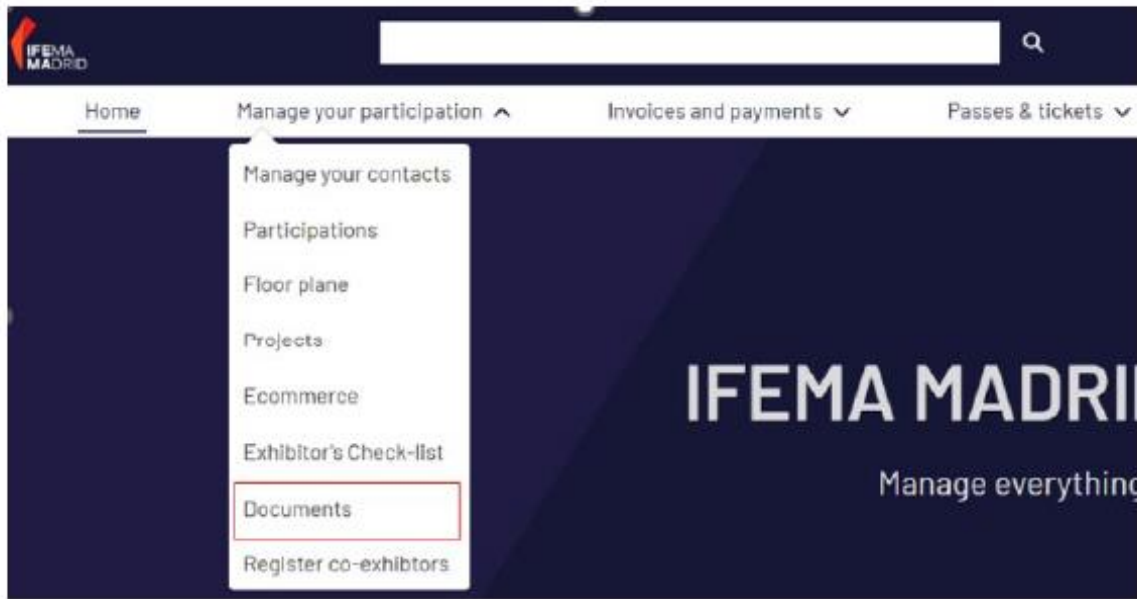 IFEMA
MADRID
Home Manage your participation Invoices and payments Passes & tickets
Manage your contacts
Participations
Floor plane
Projects
Ecommerce
Exhibitor's Check-list
Documents
Register co-exhibtors
IFEMA MADRI
Manage everything